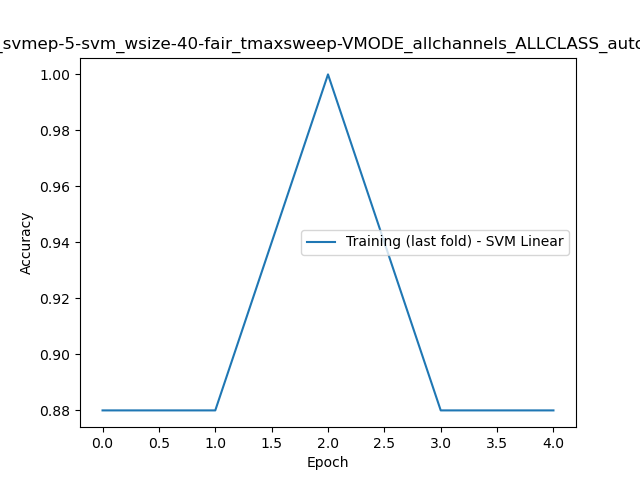 _svmep-5-svm_wsize-40-fair_tmaxsweep-VMODE_allchannels_ALLCLASS_auto
1.00
0.98
0.96
0.94
0.92
0.90
0.88
Accuracy
Training (last fold) - SVM Linear
0.0 0.5 1.0 1.5 2.0 2.5 3.0 3.5 4.0
Epoch